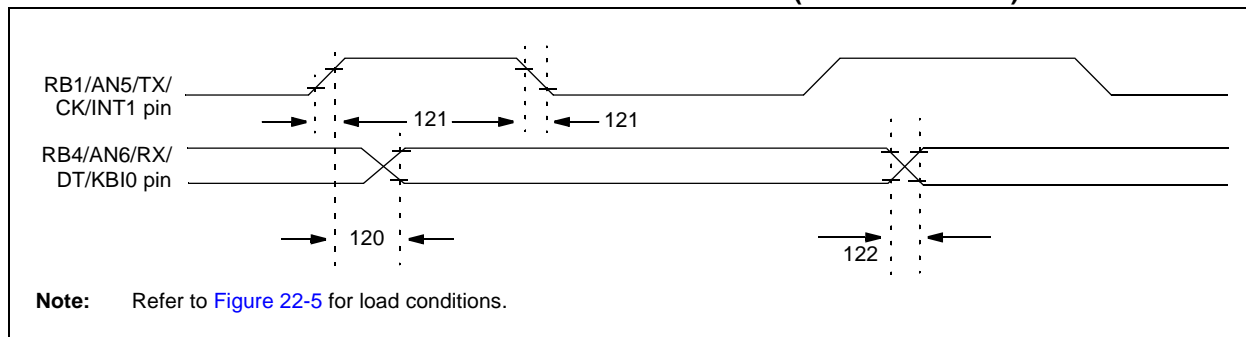 RB1/AN5/TX/
CK/INT1 pin
121
121
RB4/AN6/RX/
DT/KBI0 pin
120
122
Note: Refer to Figure 22-5 for load conditions.